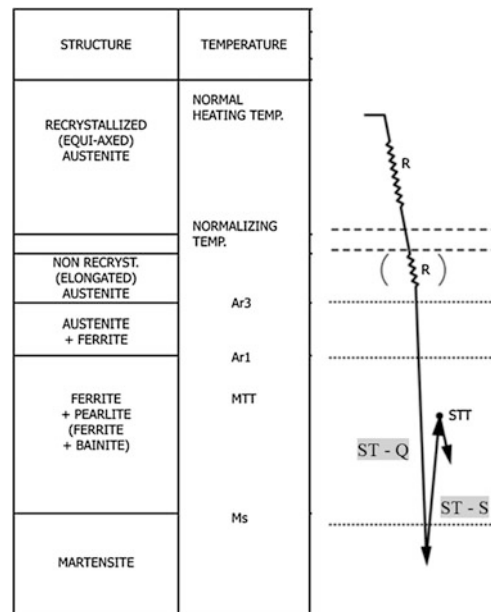 STRUCTURE
TEMPERATURE
RECRYSTALLIZED
(EQUI-AXED)
AUSTENITE
NORMAL
HEATING TEMP.
NORMALIZING
TEMP.
NON RECRYST.
(ELONGATED)
AUSTENITE
Ar3
AUSTENITE
+ FERRITE
Ar1
FERRITE
+ PEARLITE
(FERRITE
+ BAINITE)
MTT
Ms
MARTENSITE
R
( R )
STT
ST - Q
ST - S